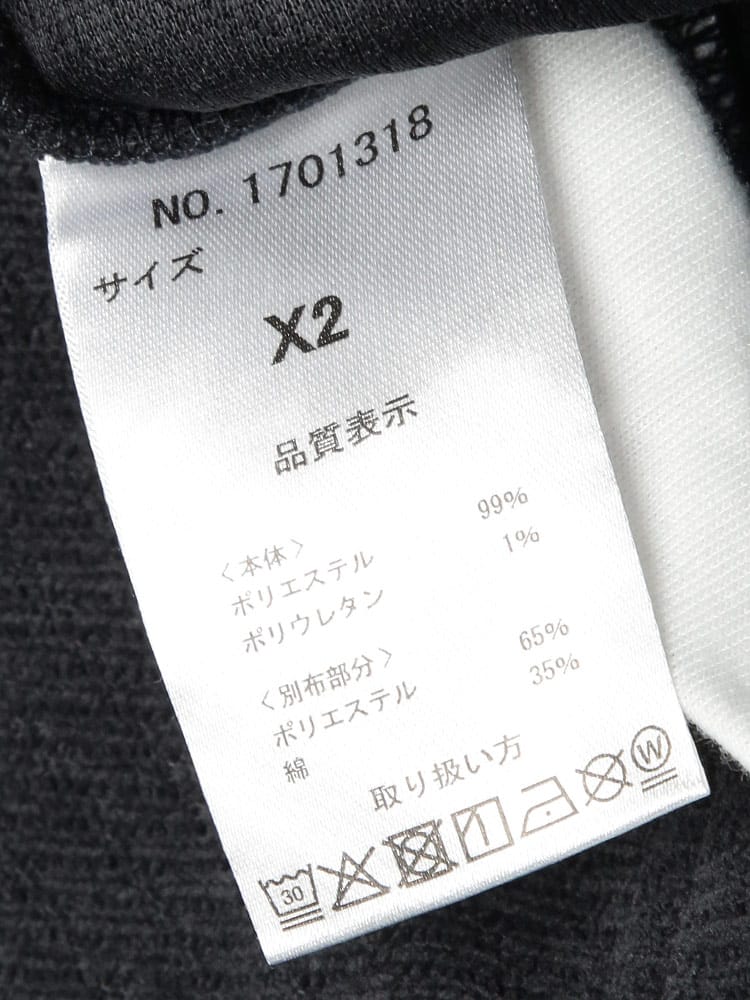 NO. 1701318
サイズ
X2
品質表示
〈本体〉
ポリエステル 99%
ポリウレタン 1%
〈別布部分〉
ポリエステル 65%
綿 35%
取り扱い方
30 W